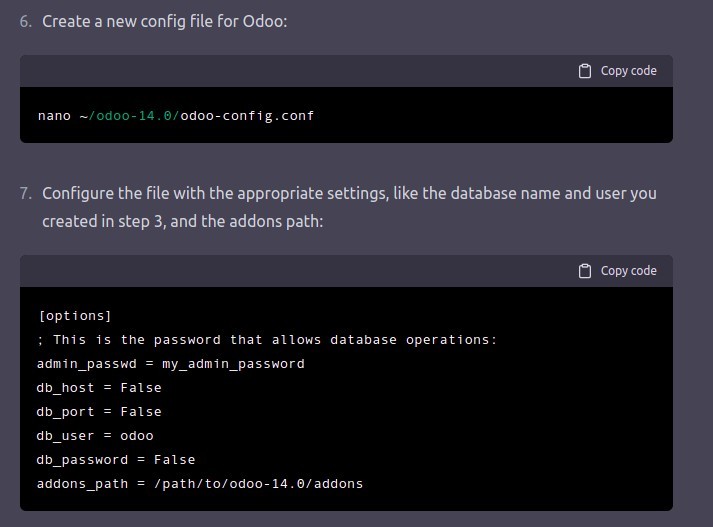 6. Create a new config file for Odoo:
Copy code
nano ~/odoo-14.0/odoo-config.conf
7. Configure the file with the appropriate settings, like the database name and user you
created in step 3, and the addons path:
Copy code
[options]
; This is the password that allows database operations:
admin_passwd = my_admin_password
db_host = False
db_port = False
db_user = odoo
db_password = False
addons_path = /path/to/odoo-14.0/addons